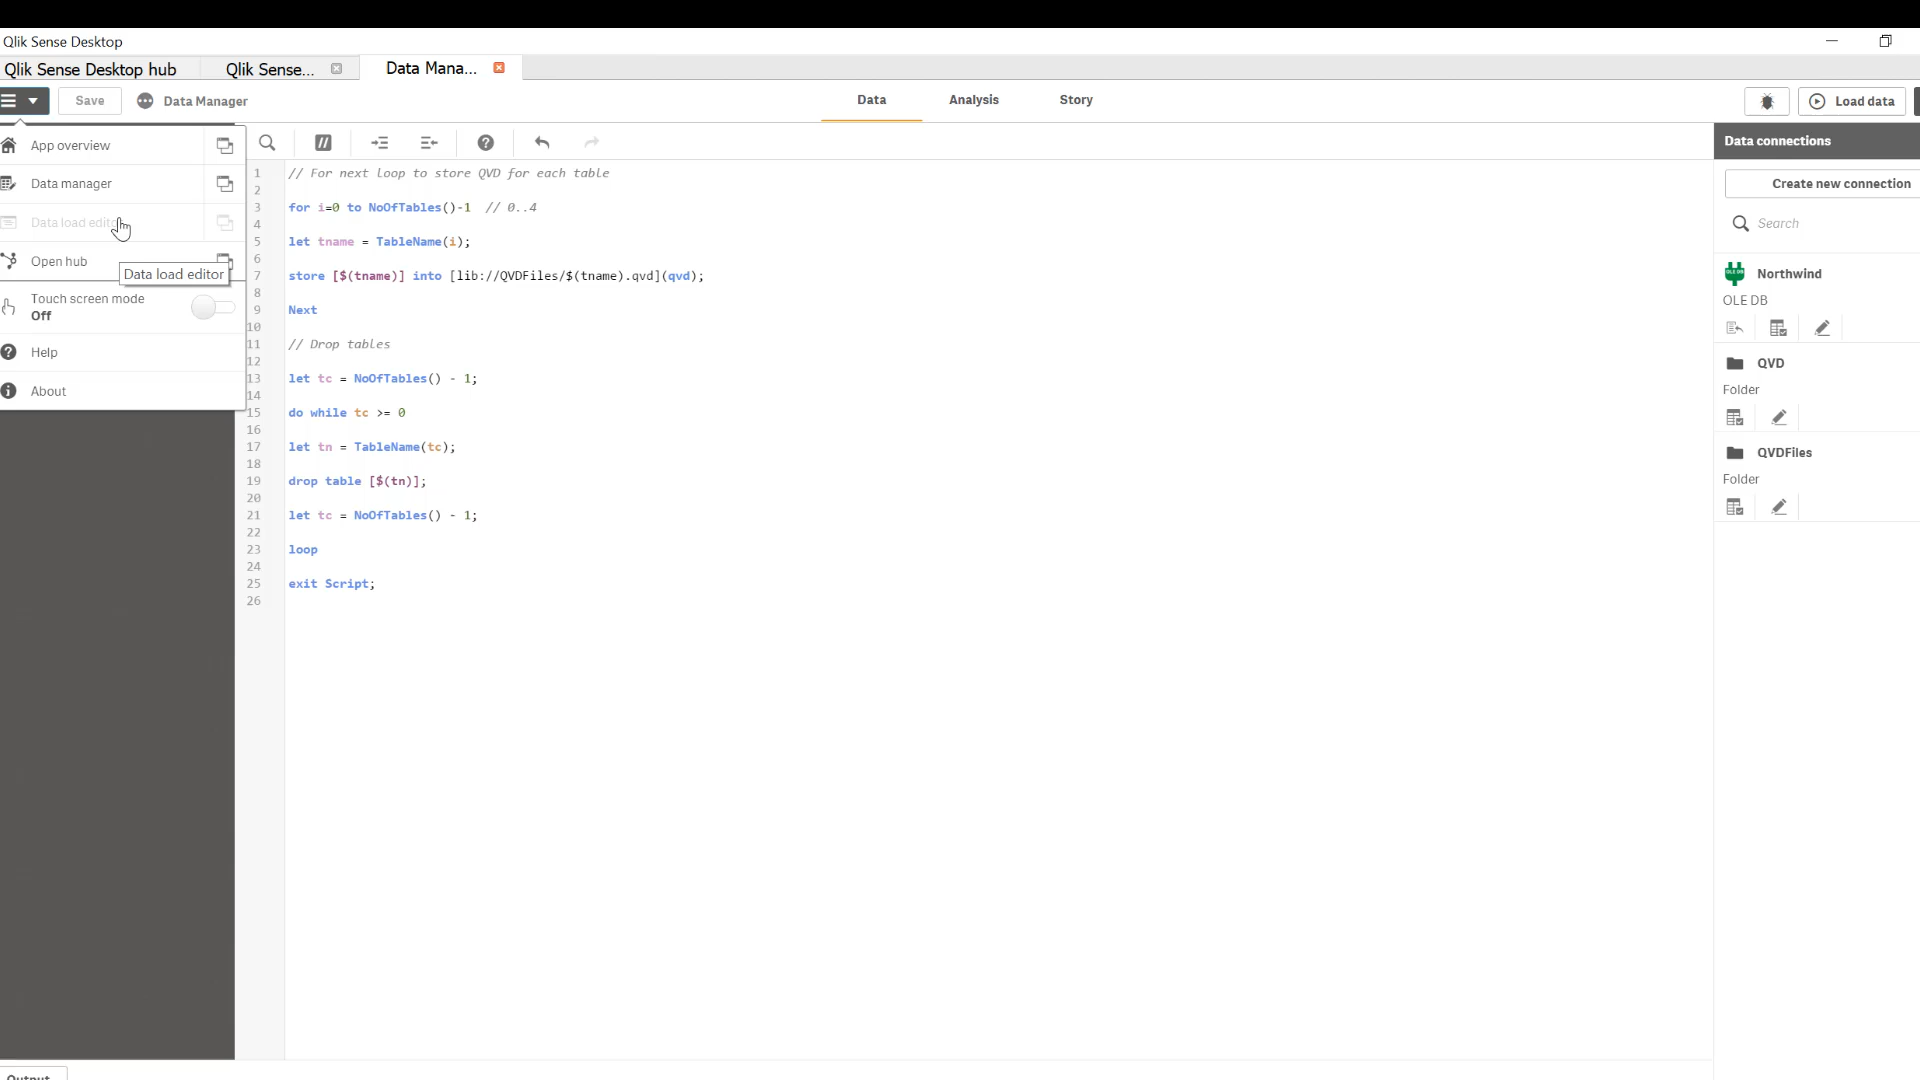 Qlik Sense Desktop
Qlik Sense Desktop hub
Qlik Sense...
Data Mana...
Save
Data Manager
Data
Analysis
Story
Load data
App overview
Data manager
Data load edito
Open hub
Data load editor
Touch screen mode
Off
Help
About
1 // For next loop to store QVD for each table
2
3 for i=0 to NoOfTables()-1 // 0..4
4
5 let tname = TableName(i);
6
7 store [$(tname)] into [lib://QVDFiles/$(tname).qvd](qvd);
8
9 Next
10
11 // Drop tables
12
13 let tc = NoOfTables() - 1;
14
15 do while tc >= 0
16
17 let tn = TableName(tc);
18
19 drop table [$(tn)];
20
21 let tc = NoOfTables() - 1;
22
23 loop
24
25 exit Script;
26
Data connections
Create new connection
Search
Northwind
OLE DB
QVD
Folder
QVDFiles
Folder
Output